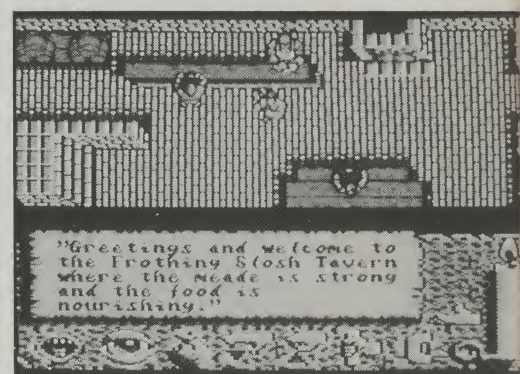 "Greetings and welcome to
the Frothing Slosh Tavern
where the meade is strong
and the food is
nourishing."